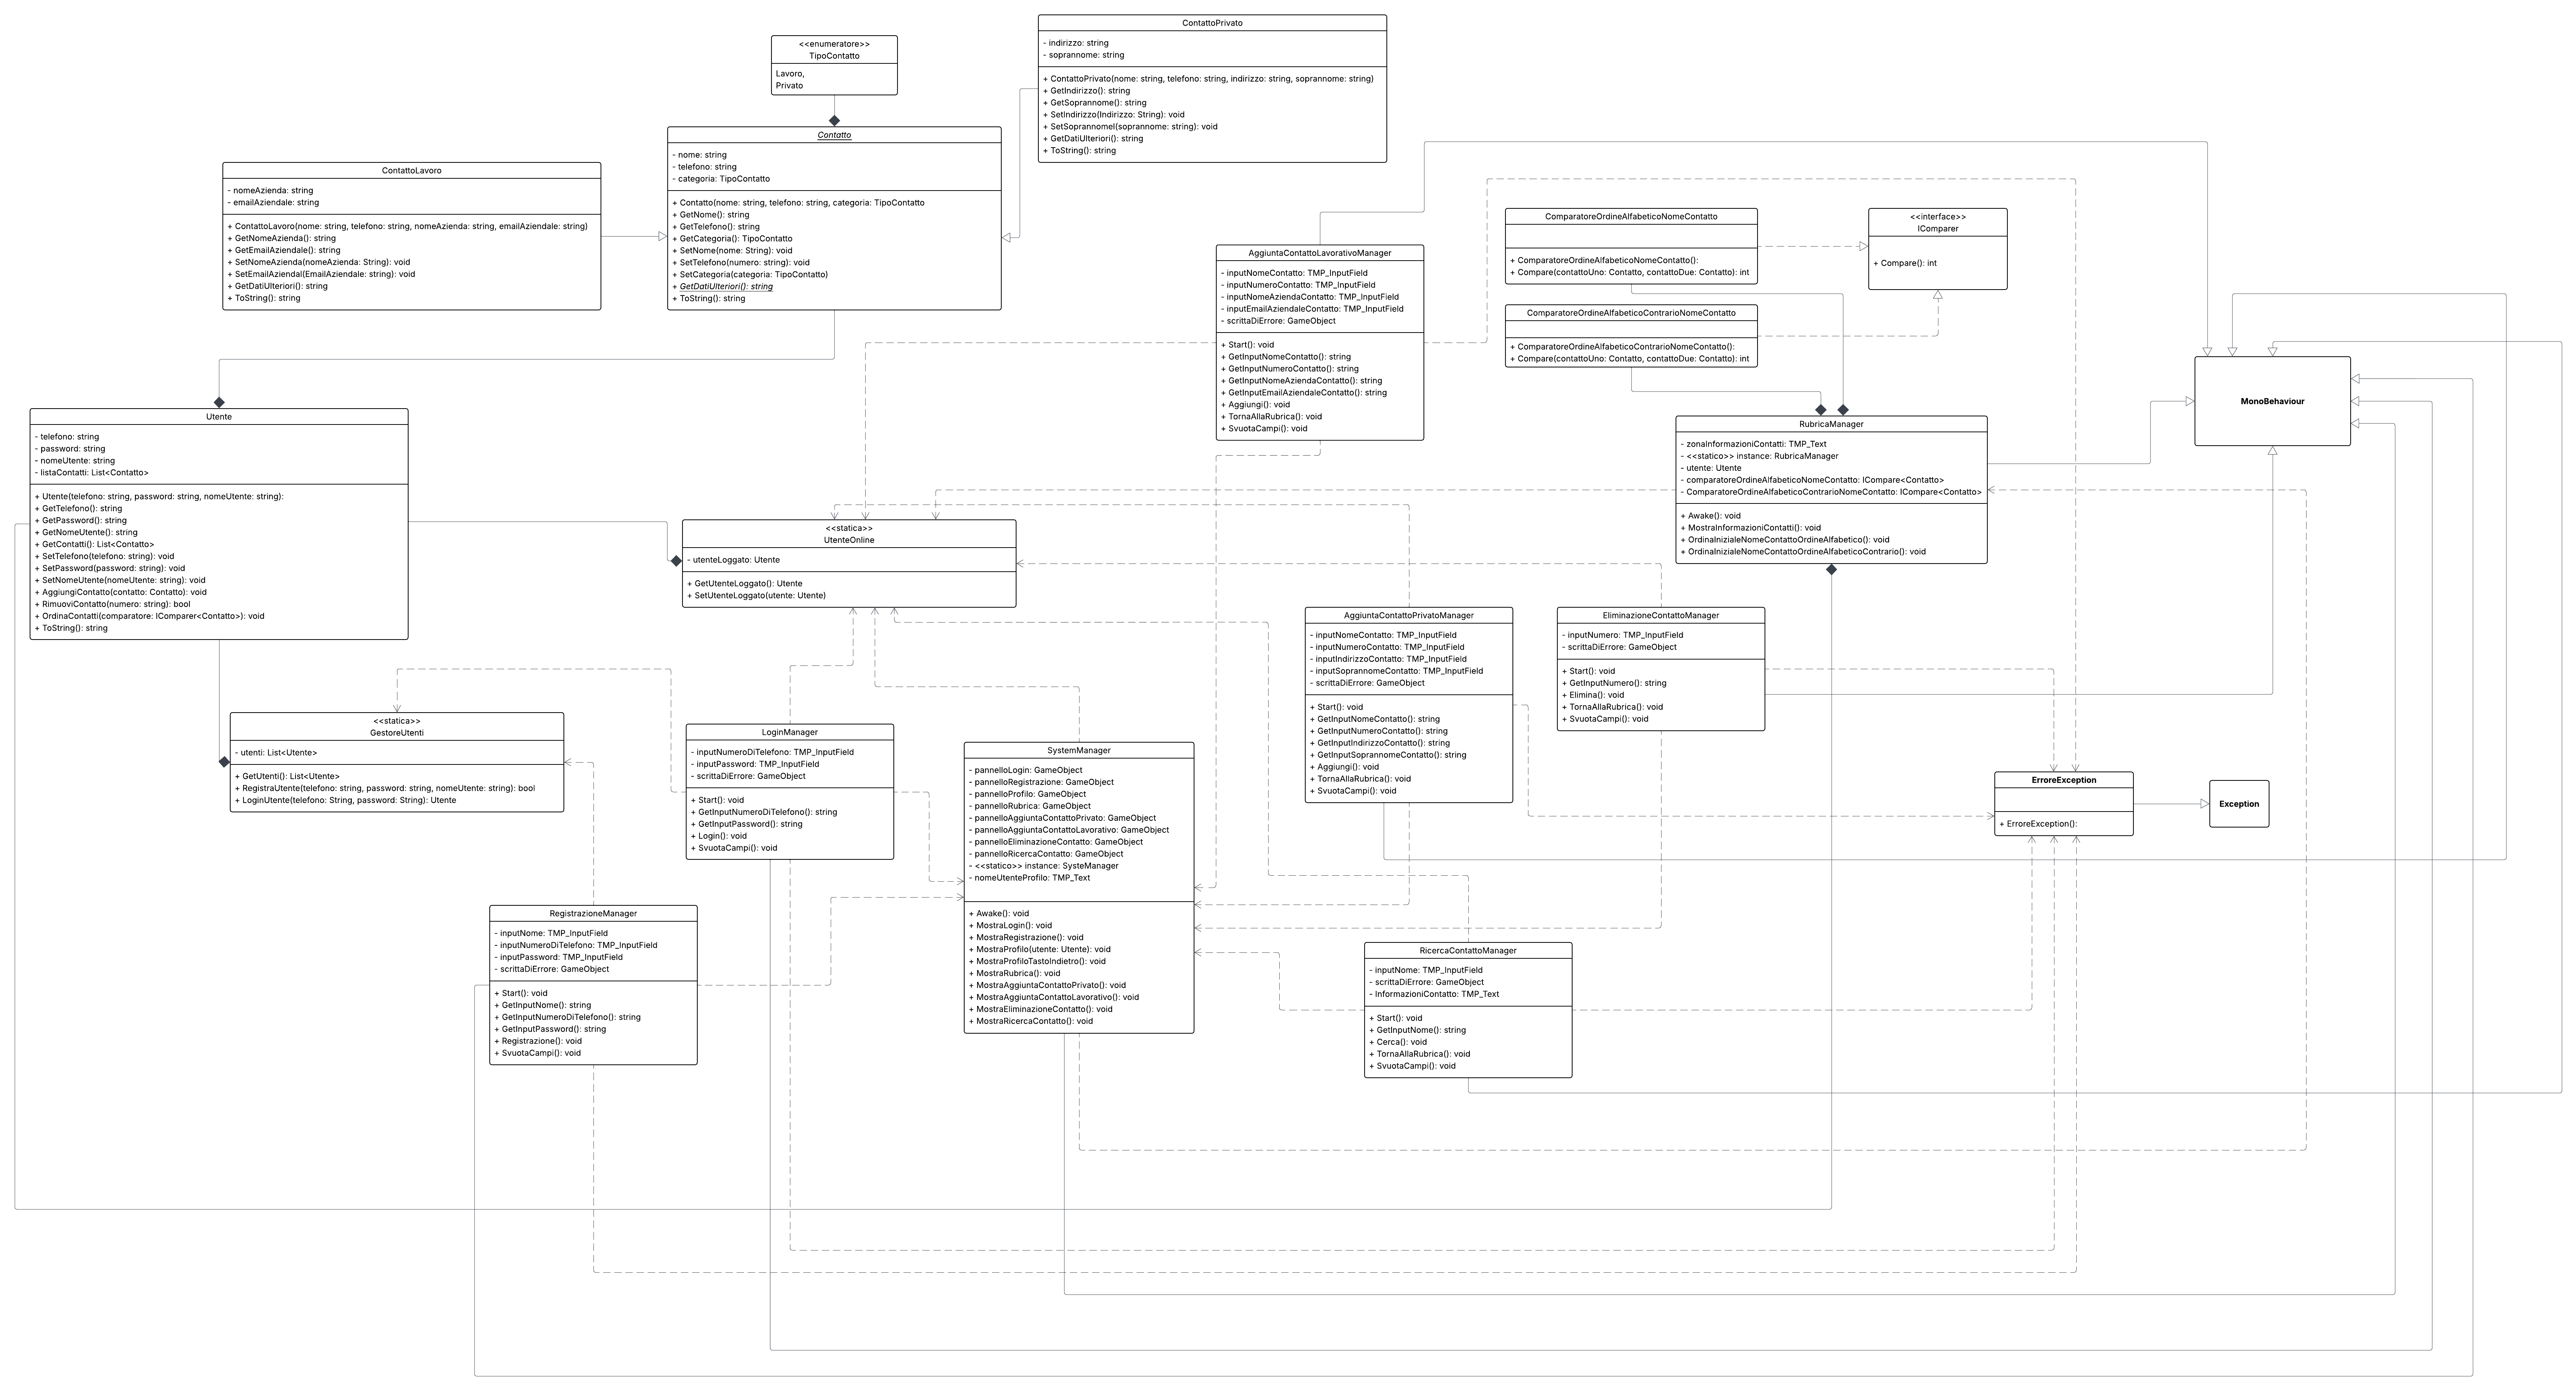 ContattoPrivato
- indirizzo: string
- soprannome: string
+ ContattoPrivato(nome: string, telefono: string, indirizzo: string, soprannome: string)
+ GetIndirizzo(): string
+ GetSoprannome(): string
+ SetIndirizzo(Indirizzo: String): void
+ SetSoprannomeI(soprannome: string): void
+ GetDatiUlteriori(): string
+ ToString(): string
<<enumeratore>>
TipoContatto
Lavoro,
Privato
Contatto
- nome: string
- telefono: string
- categoria: TipoContatto
+ Contatto(nome: string, telefono: string, categoria: TipoContatto
+ GetNome(): string
+ GetTelefono(): string
+ GetCategoria(): TipoContatto
+ SetNome(nome: String): void
+ SetTelefono(numero: string): void
+ SetCategoria(categoria: TipoContatto)
+ GetDatiUlteriori(): string
+ ToString(): string
ContattoLavoro
- nomeAzienda: string
- emailAziendale: string
+ ContattoLavoro(nome: string, telefono: string, nomeAzienda: string, emailAziendale: string)
+ GetNomeAzienda(): string
+ GetEmailAziendale(): string
+ SetNomeAzienda(nomeAzienda: String): void
+ SetEmailAziendal(EmailAziendale: string): void
+ GetDatiUlteriori(): string
+ ToString(): string
AggiuntaContattoLavorativoManager
- inputNomeContatto: TMP_InputField
- inputNumeroContatto: TMP_InputField
- inputNomeAziendaContatto: TMP_InputField
- inputEmailAziendaleContatto: TMP_InputField
- scrittaDiErrore: GameObject
+ Start(): void
+ GetInputNomeContatto(): string
+ GetInputNumeroContatto(): string
+ GetInputNomeAziendaContatto(): string
+ GetInputEmailAziendaleContatto(): string
+ Aggiungi(): void
+ TornaAllaRubrica(): void
+ SvuotaCampi(): void
ComparatoreOrdineAlfabeticoNomeContatto
+ ComparatoreOrdineAlfabeticoNomeContatto():
+ Compare(contattoUno: Contatto, contattoDue: Contatto): int
<<interface>>
IComparer
+ Compare(): int
ComparatoreOrdineAlfabeticoContrarioNomeContatto
+ ComparatoreOrdineAlfabeticoContrarioNomeContatto():
+ Compare(contattoUno: Contatto, contattoDue: Contatto): int
MonoBehaviour
Utente
- telefono: string
- password: string
- nomeUtente: string
- listaContatti: List<Contatto>
+ Utente(telefono: string, password: string, nomeUtente: string):
+ GetTelefono(): string
+ GetPassword(): string
+ GetNomeUtente(): string
+ GetContatti(): List<Contatto>
+ SetTelefono(telefono: string): void
+ SetPassword(password: string): void
+ SetNomeUtente(nomeUtente: string): void
+ AggiungiContatto(contatto: Contatto): void
+ RimuoviContatto(numero: string): bool
+ OrdinaContatti(comparatore: IComparer<Contatto>): void
+ ToString(): string
RubricaManager
- zonaInformazioniContatti: TMP_Text
- <<statico>> instance: RubricaManager
- utente: Utente
- comparatoreOrdineAlfabeticoNomeContatto: ICompare<Contatto>
- ComparatoreOrdineAlfabeticoContrarioNomeContatto: ICompare<Contatto>
+ Awake(): void
+ MostraInformazioniContatti(): void
+ OrdinaInizialeNomeContattoOrdineAlfabetico(): void
+ OrdinaInizialeNomeContattoOrdineAlfabeticoContrario(): void
<<statica>>
UtenteOnline
- utenteLoggato: Utente
+ GetUtenteLoggato(): Utente
+ SetUtenteLoggato(utente: Utente)
AggiuntaContattoPrivatoManager
- inputNomeContatto: TMP_InputField
- inputNumeroContatto: TMP_InputField
- inputIndirizzoContatto: TMP_InputField
- inputSoprannomeContatto: TMP_InputField
- scrittaDiErrore: GameObject
+ Start(): void
+ GetInputNomeContatto(): string
+ GetInputNumeroContatto(): string
+ GetInputIndirizzoContatto(): string
+ GetInputSoprannomeContatto(): string
+ Aggiungi(): void
+ TornaAllaRubrica(): void
+ SvuotaCampi(): void
EliminazioneContattoManager
- inputNumero: TMP_InputField
- scrittaDiErrore: GameObject
+ Start(): void
+ GetInputNumero(): string
+ Elimina(): void
+ TornaAllaRubrica(): void
+ SvuotaCampi(): void
<<statica>>
GestoreUtenti
- utenti: List<Utente>
+ GetUtenti(): List<Utente>
+ RegistraUtente(telefono: string, password: string, nomeUtente: string): bool
+ LoginUtente(telefono: String, password: String): Utente
LoginManager
- inputNumeroDiTelefono: TMP_InputField
- inputPassword: TMP_InputField
- scrittaDiErrore: GameObject
+ Start(): void
+ GetInputNumeroDiTelefono(): string
+ GetInputPassword(): string
+ Login(): void
+ SvuotaCampi(): void
SystemManager
- pannelloLogin: GameObject
- pannelloRegistrazione: GameObject
- pannelloProfilo: GameObject
- pannelloRubrica: GameObject
- pannelloAggiuntaContattoPrivato: GameObject
- pannelloAggiuntaContattoLavorativo: GameObject
- pannelloEliminazioneContatto: GameObject
- pannelloRicercaContatto: GameObject
- <<statico>> instance: SysteManager
- nomeUtenteProfilo: TMP_Text
+ Awake(): void
+ MostraLogin(): void
+ MostraRegistrazione(): void
+ MostraProfilo(utente: Utente): void
+ MostraProfiloTastoIndietro(): void
+ MostraRubrica(): void
+ MostraAggiuntaContattoPrivato(): void
+ MostraAggiuntaContattoLavorativo(): void
+ MostraEliminazioneContatto(): void
+ MostraRicercaContatto(): void
ErroreException
+ ErroreException():
Exception
RegistrazioneManager
- inputNome: TMP_InputField
- inputNumeroDiTelefono: TMP_InputField
- inputPassword: TMP_InputField
- scrittaDiErrore: GameObject
+ Start(): void
+ GetInputNome(): string
+ GetInputNumeroDiTelefono(): string
+ GetInputPassword(): string
+ Registrazione(): void
+ SvuotaCampi(): void
RicercaContattoManager
- inputNome: TMP_InputField
- scrittaDiErrore: GameObject
- InformazioniContatto: TMP_Text
+ Start(): void
+ GetInputNome(): string
+ Cerca(): void
+ TornaAllaRubrica(): void
+ SvuotaCampi(): void